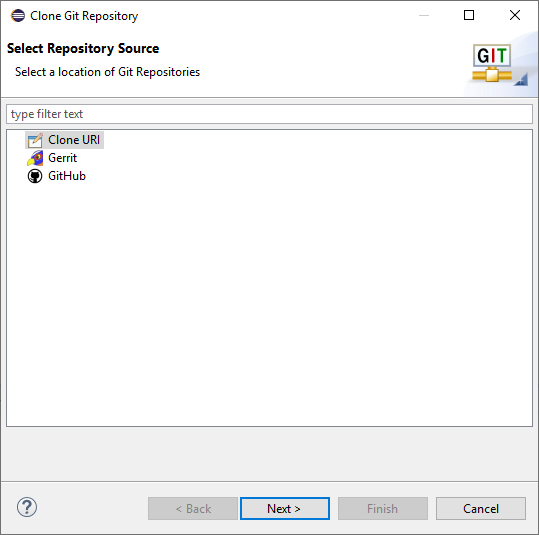 Clone Git Repository
Select Repository Source
Select a location of Git Repositories
GIT
type filter text
Clone URI
Gerrit
GitHub
?
< Back
Next >
Finish
Cancel